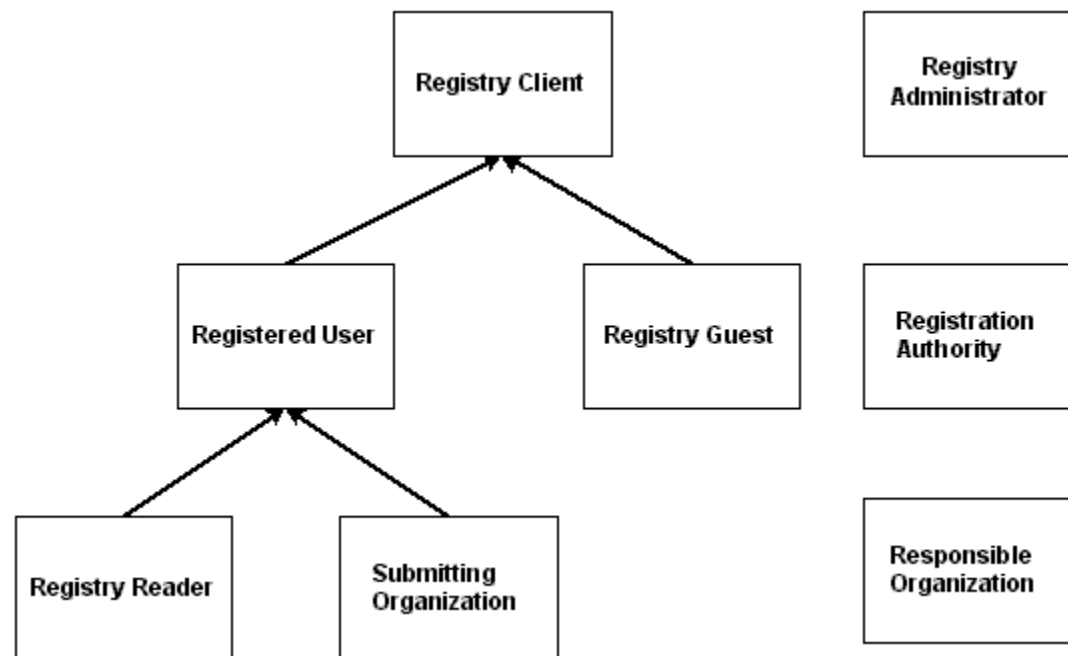 Registry Client
Registry
Administrator
Registered User
Registry Guest
Registration
Authority
Registry Reader
Submitting
Organization
Responsible
Organization